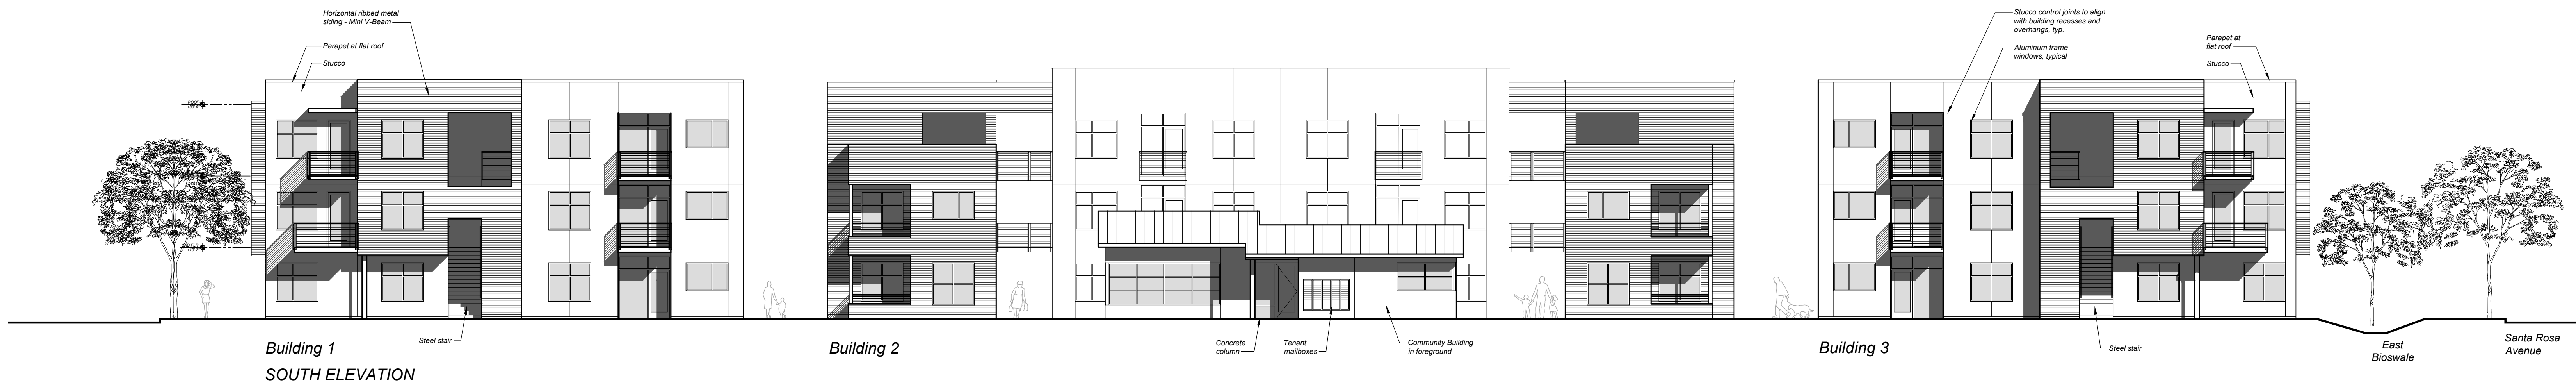 Horizontal ribbed metal
siding - Mini V-Beam
Parapet at flat roof
Stucco
ROOF
Steel stair
Building 1
SOUTH ELEVATION
Building 2
Concrete
column
Tenant
mailboxes
Community Building
in foreground
Stucco control joints to align
with building recesses and
overhangs, typ.
Aluminum frame
windows, typical
Parapet at
flat roof
Stucco
Building 3
Steel stair
East
Bioswale
Santa Rosa
Avenue